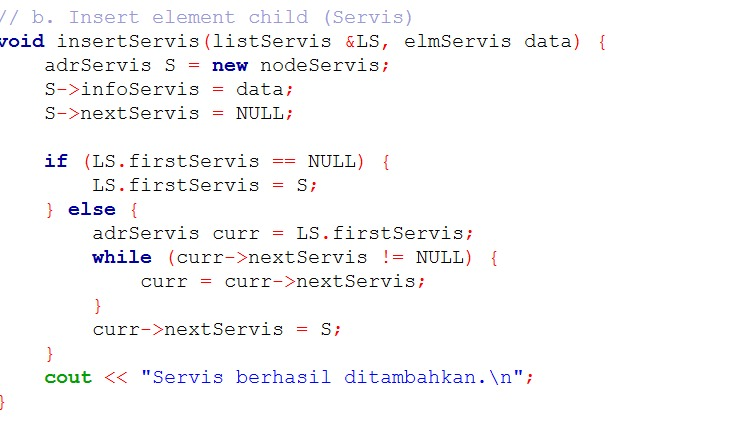 // b. Insert element child (Servis)
void insertServis(listServis &LS, elmServis data) {
    adrServis S = new nodeServis;
    S->infoServis = data;
    S->nextServis = NULL;

    if (LS.firstServis == NULL) {
        LS.firstServis = S;
    } else {
        adrServis curr = LS.firstServis;
        while (curr->nextServis != NULL) {
            curr = curr->nextServis;
        }
        curr->nextServis = S;
    }
    cout << "Servis berhasil ditambahkan.\n";
}